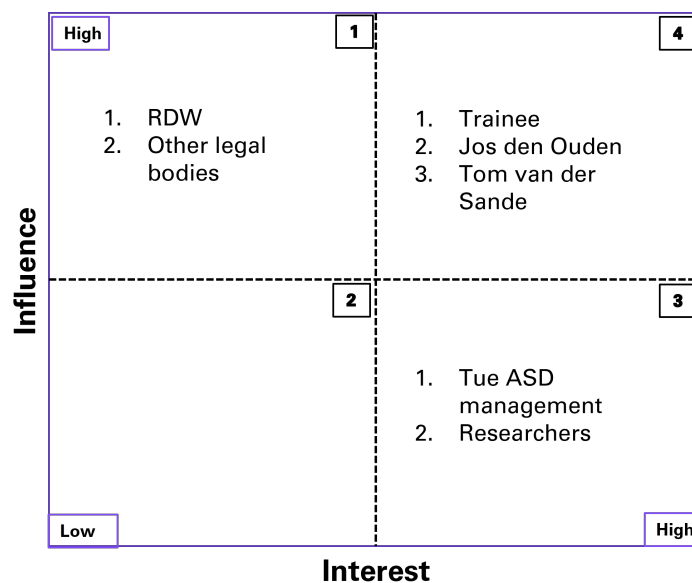 High
1
4
1. RDW
2. Other legal
bodies
1. Trainee
2. Jos den Ouden
3. Tom van der
Sande
Influence
2
3
1. Tue ASD
management
2. Researchers
Low
High
Interest